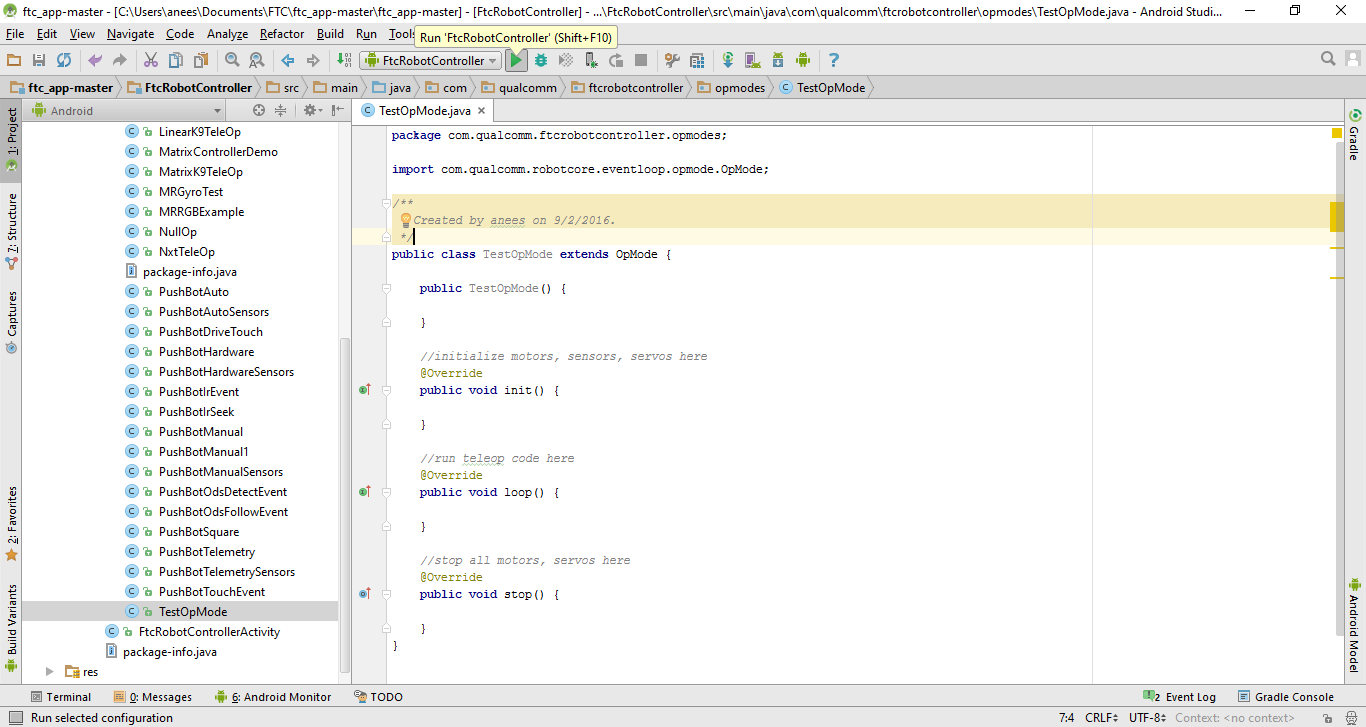 ftc_app-master - [C:\Users\anees\Documents\FTC\ftc_app-master\ftc_app-master] - [FtcRobotController] - ...\FtcRobotController\src\main\java\com\qualcomm\ftcrobotcontroller\opmodes\TestOpMode.java - Android Studi...
File Edit View Navigate Code Analyze Refactor Build Run Tools
Run 'FtcRobotController' (Shift+F10)
FtcRobotController
ftc_app-master FtcRobotController src main java com qualcomm ftcrobotcontroller opmodes TestOpMode
Android
TestOpMode.java
1: Project
7: Structure
Captures
2: Favorites
Build Variants
LinearK9TeleOp
MatrixControllerDemo
MatrixK9TeleOp
MRGyroTest
MRRGBExample
NullOp
NxtTeleOp
package-info.java
PushBotAuto
PushBotAutoSensors
PushBotDriveTouch
PushBotHardware
PushBotHardwareSensors
PushBotIrEvent
PushBotIrSeek
PushBotManual
PushBotManual1
PushBotManualSensors
PushBotOdsDetectEvent
PushBotOdsFollowEvent
PushBotSquare
PushBotTelemetry
PushBotTelemetrySensors
PushBotTouchEvent
TestOpMode
FtcRobotControllerActivity
package-info.java
res
package com.qualcomm.ftcrobotcontroller.opmodes;
import com.qualcomm.robotcore.eventloop.opmode.OpMode;
/**
Created by anees on 9/2/2016.
*/
public class TestOpMode extends OpMode {
public TestOpMode() {
}
//initialize motors, sensors, servos here
@Override
public void init() {
}
//run teleop code here
@Override
public void loop() {
}
//stop all motors, servos here
@Override
public void stop() {
}
}
Gradle
Android Model
Terminal 0: Messages 6: Android Monitor TODO 2 Event Log Gradle Console
Run selected configuration 7:4 CRLF UTF-8 Context: <no context>